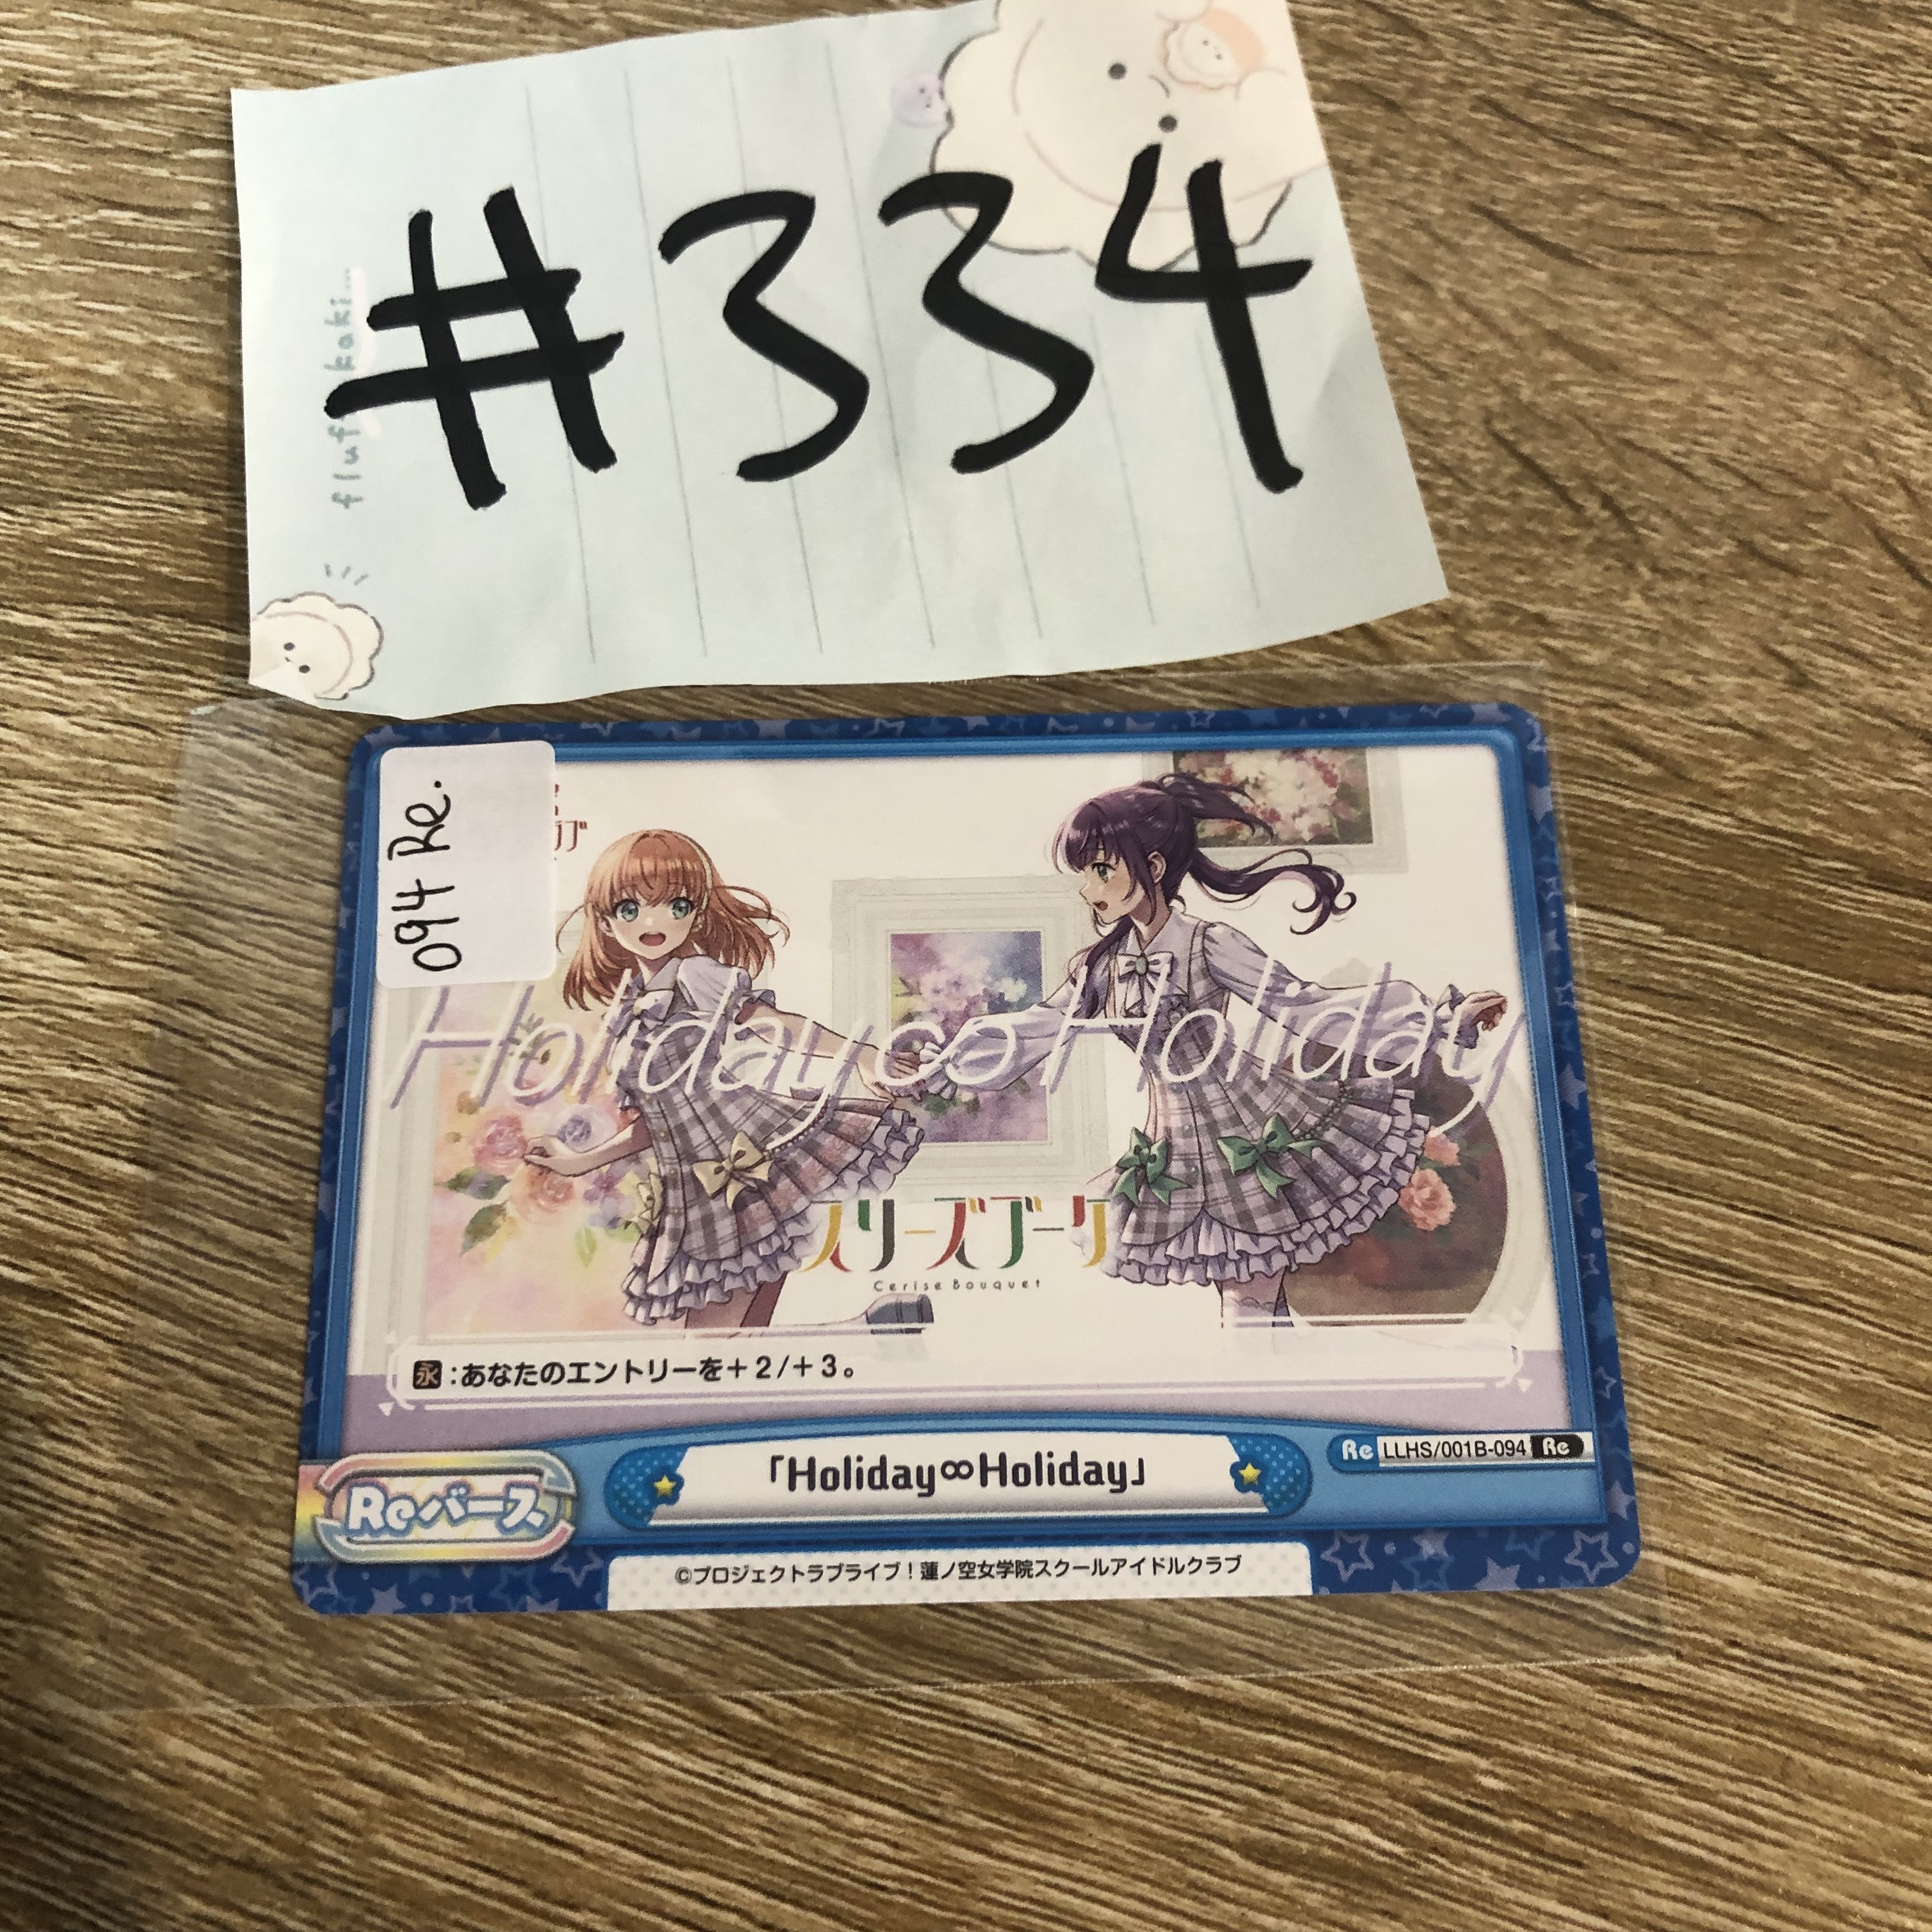 #334
fluffy kaki...
094 Re.
Holiday∞Holiday
スリーズブーケ
Cerise Bouquet
永:あなたのエントリーを+2/+3。
「Holiday∞Holiday」
Re LLHS/001B-094 Re
Reバース
©プロジェクトラブライブ！蓮ノ空女学院スクールアイドルクラブ